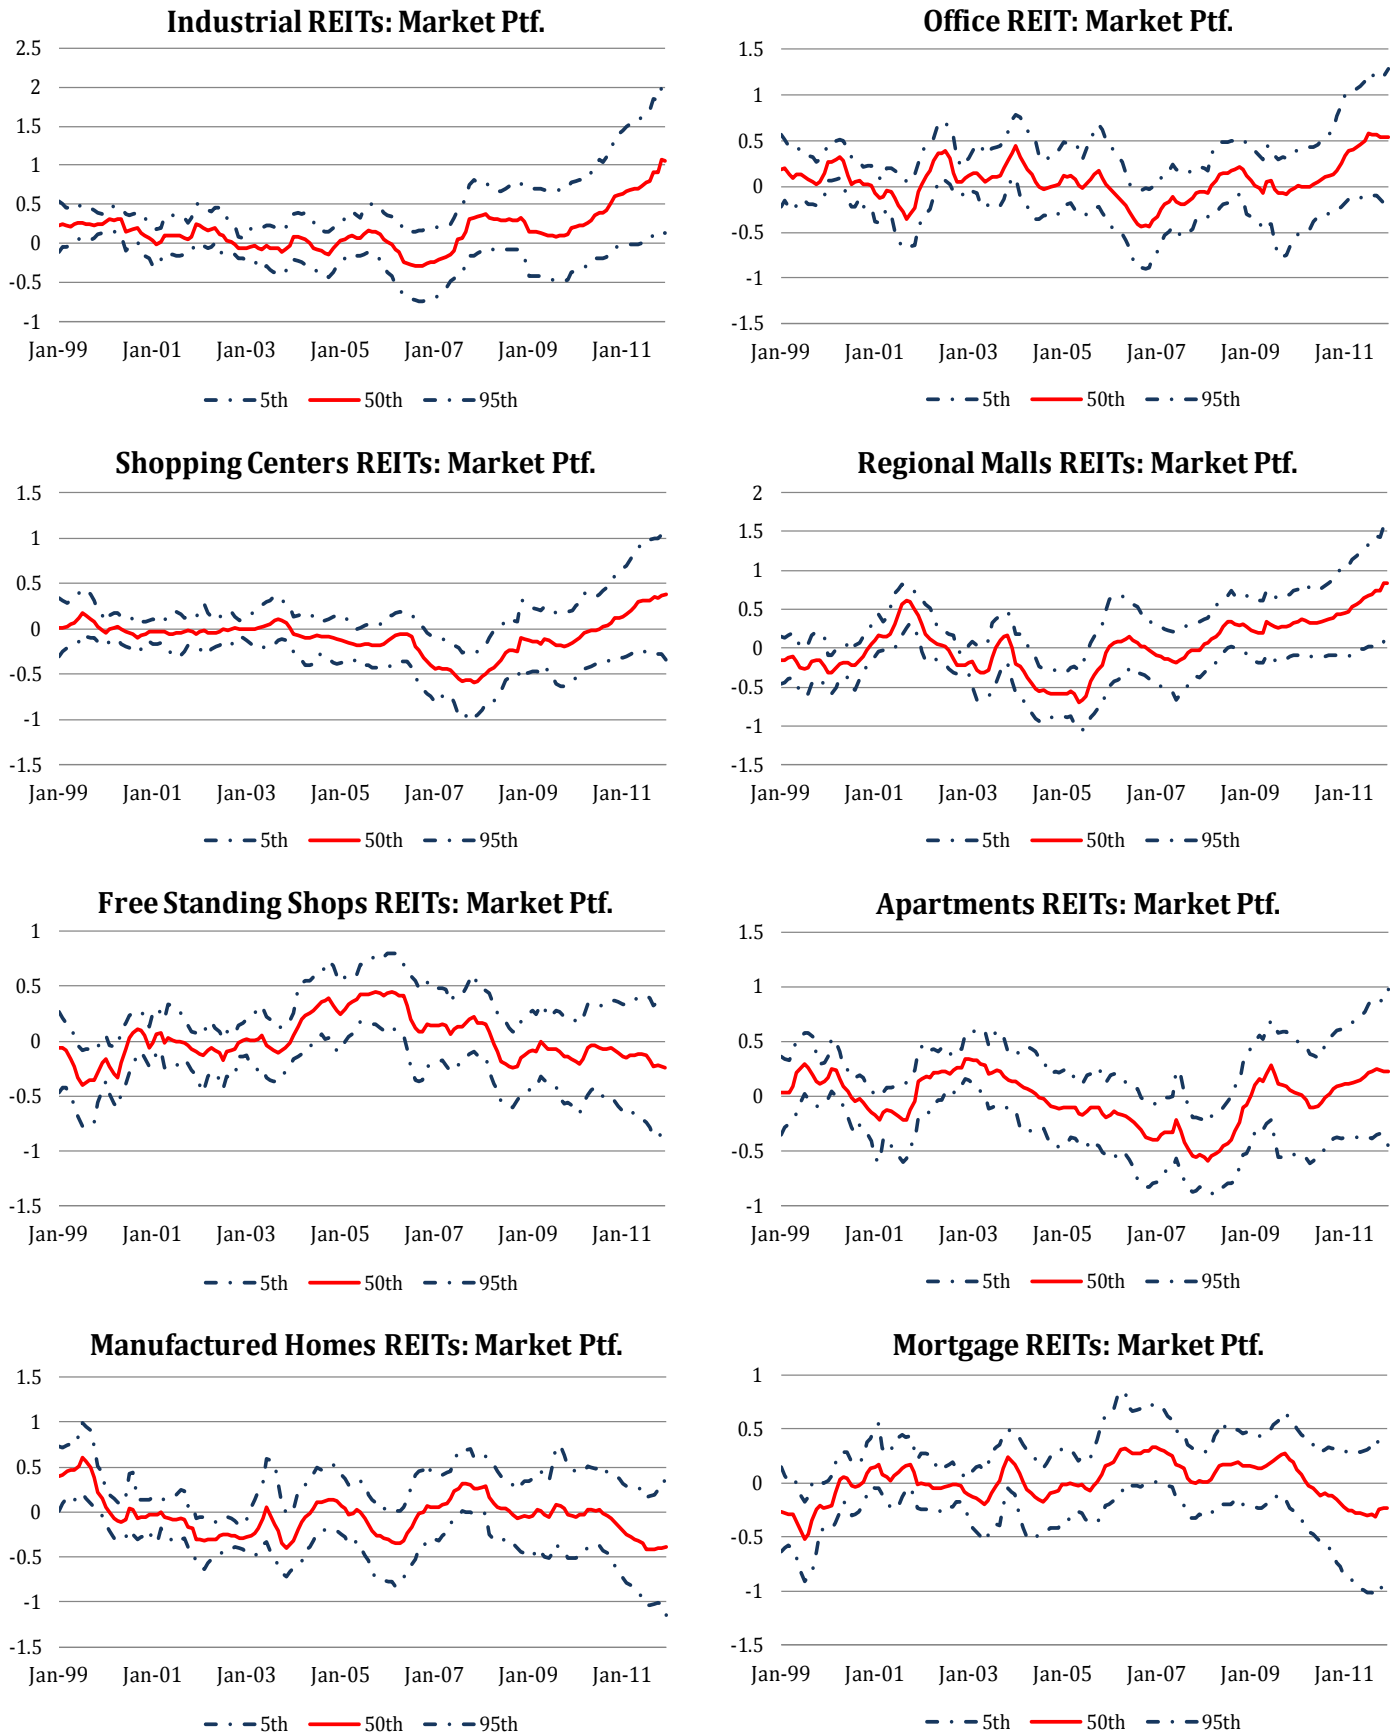 Industrial REITs: Market Ptf.
2.5
2
1.5
1
0.5
0
-0.5
-1
Jan-99 Jan-01 Jan-03 Jan-05 Jan-07 Jan-09 Jan-11
5th 50th 95th
Office REIT: Market Ptf.
1.5
1
0.5
0
-0.5
-1
-1.5
Jan-99 Jan-01 Jan-03 Jan-05 Jan-07 Jan-09 Jan-11
5th 50th 95th
Shopping Centers REITs: Market Ptf.
1.5
1
0.5
0
-0.5
-1
-1.5
Jan-99 Jan-01 Jan-03 Jan-05 Jan-07 Jan-09 Jan-11
5th 50th 95th
Regional Malls REITs: Market Ptf.
2
1.5
1
0.5
0
-0.5
-1
-1.5
Jan-99 Jan-01 Jan-03 Jan-05 Jan-07 Jan-09 Jan-11
5th 50th 95th
Free Standing Shops REITs: Market Ptf.
1
0.5
0
-0.5
-1
-1.5
Jan-99 Jan-01 Jan-03 Jan-05 Jan-07 Jan-09 Jan-11
5th 50th 95th
Apartments REITs: Market Ptf.
1.5
1
0.5
0
-0.5
-1
Jan-99 Jan-01 Jan-03 Jan-05 Jan-07 Jan-09 Jan-11
5th 50th 95th
Manufactured Homes REITs: Market Ptf.
1.5
1
0.5
0
-0.5
-1
-1.5
Jan-99 Jan-01 Jan-03 Jan-05 Jan-07 Jan-09 Jan-11
5th 50th 95th
Mortgage REITs: Market Ptf.
1
0.5
0
-0.5
-1
-1.5
Jan-99 Jan-01 Jan-03 Jan-05 Jan-07 Jan-09 Jan-11
5th 50th 95th